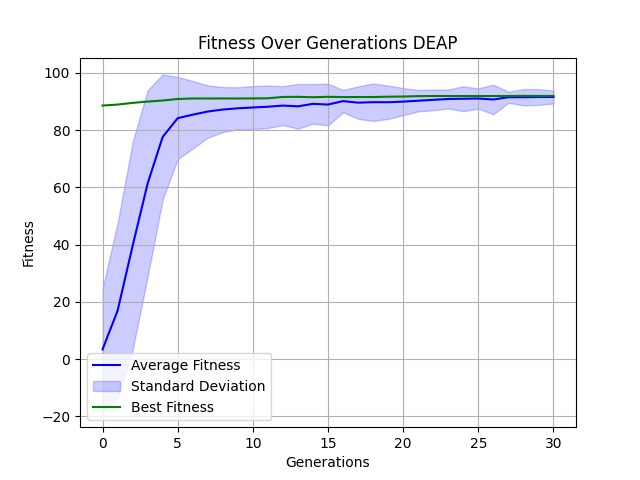 Fitness Over Generations DEAP
100
80
60
40
20
0
−20
Fitness
Average Fitness
Standard Deviation
Best Fitness
0 5 10 15 20 25 30
Generations